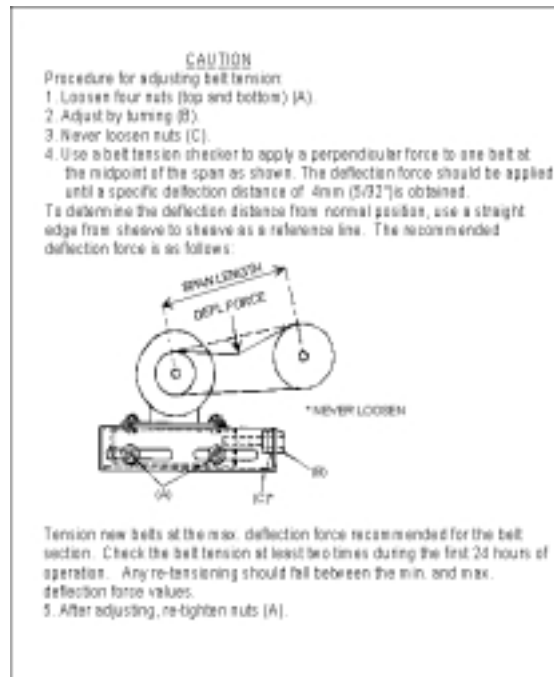 CAUTION
Procedure for adjusting belt tension:
1. Loosen four nuts (top and bottom) (A).
2. Adjust by turning (B).
3. Never loosen nuts (C).
4. Use a belt tension checker to apply a perpendicular force to one belt at
the midpoint of the span as shown. The deflection force should be applied
until a specific deflection distance of 4mm (5/32") is obtained.
To determine the deflection distance from normal position, use a straight
edge from sheave to sheave as a reference line. The recommended
deflection force is as follows:
SPAN LENGTH
DEFL FORCE
* NEVER LOOSEN
(B)
(A)
(C)*
Tension new belts at the max. deflection force recommended for the belt
section. Check the belt tension at least two times during the first 24 hours of
operation. Any re-tensioning should fall between the min. and max.
deflection force values.
5. After adjusting, re-tighten nuts (A).